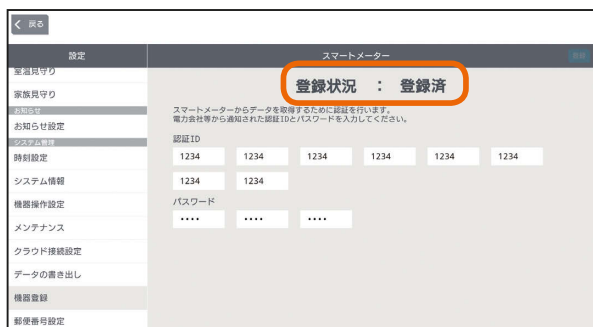 戻る
設定
スマートメーター
登録
室温見守り
家族見守り
お知らせ
お知らせ設定
システム管理
時刻設定
システム情報
機器操作設定
メンテナンス
クラウド接続設定
データの書き出し
機器登録
郵便番号設定
登録状況 : 登録済
スマートメーターからデータを取得するために認証を行います。
電力会社等から通知された認証IDとパスワードを入力してください。
認証ID
1234 1234 1234 1234 1234 1234
1234 1234
パスワード
•••• •••• ••••